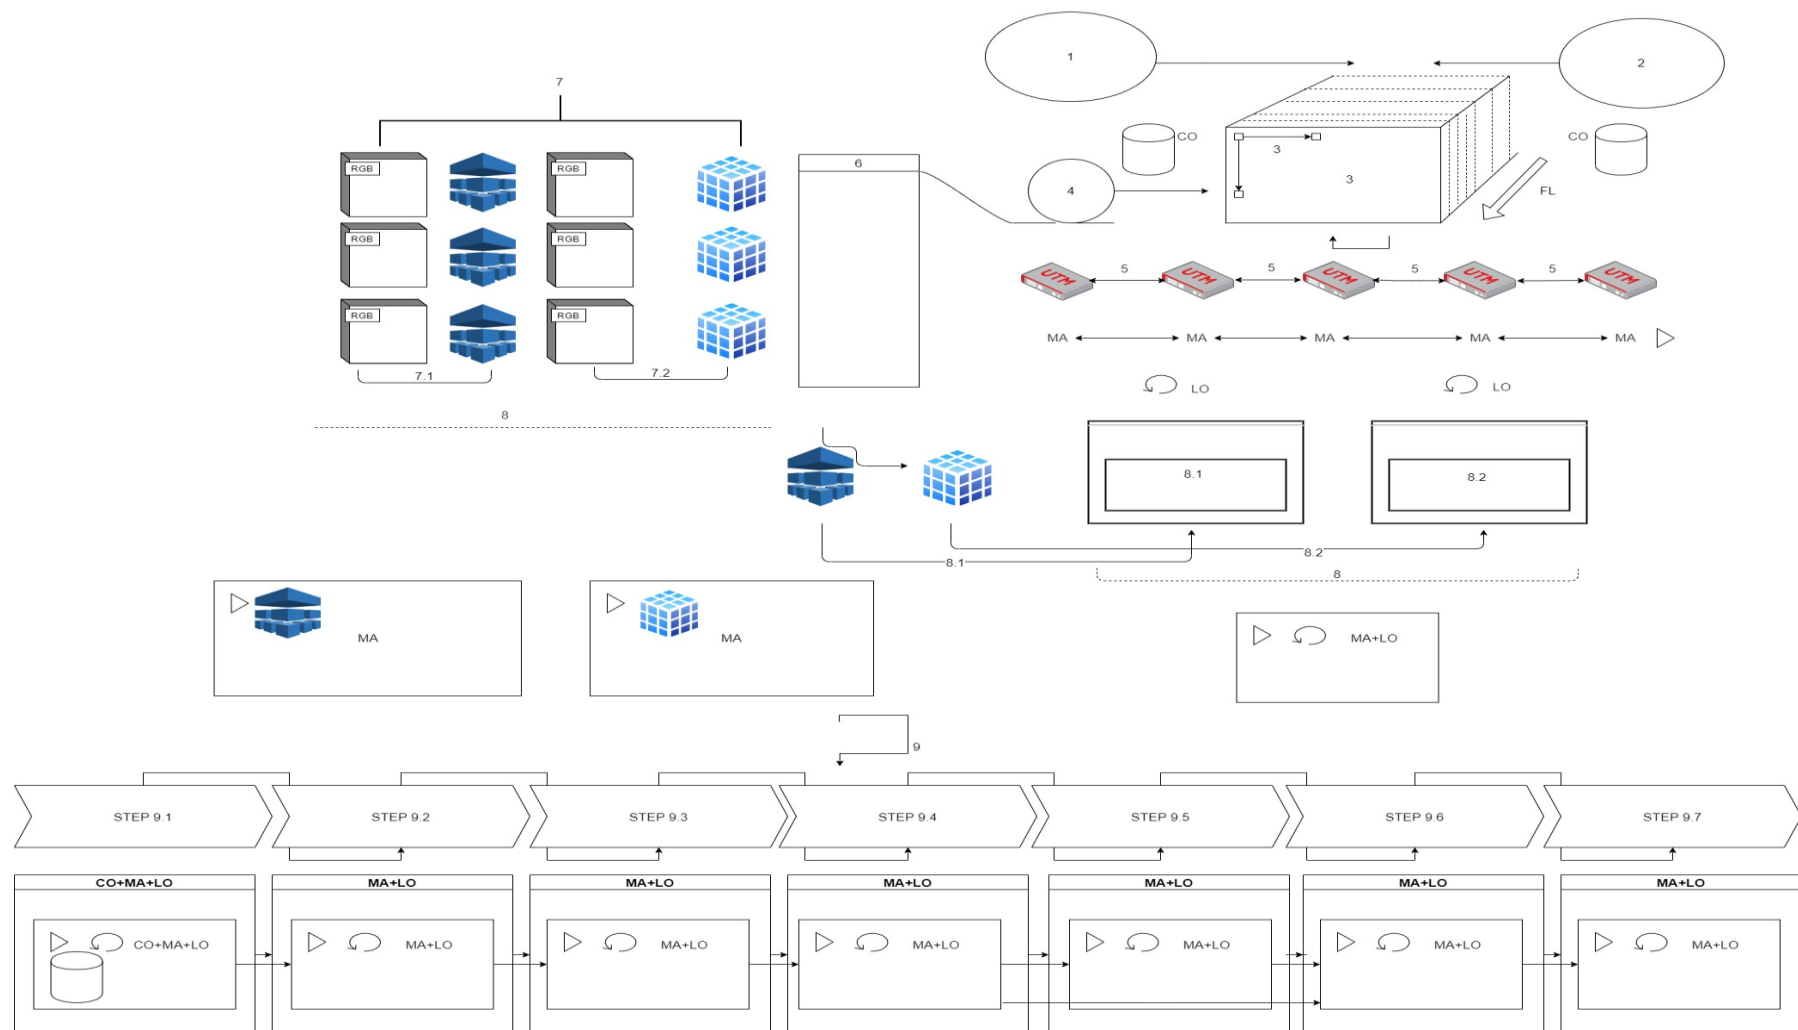 1
2
7
CO
CO
3
6
RGB
RGB
3
4
FL
RGB
RGB
5
5
5
5
UTM
UTM
UTM
UTM
UTM
RGB
RGB
MA
MA
MA
MA
MA
7.1
7.2
LO
LO
8
8.1
8.2
8.2
8.1
8
MA
MA
MA+LO
9
STEP 9.1
STEP 9.2
STEP 9.3
STEP 9.4
STEP 9.5
STEP 9.6
STEP 9.7
CO+MA+LO
MA+LO
MA+LO
MA+LO
MA+LO
MA+LO
MA+LO
CO+MA+LO
MA+LO
MA+LO
MA+LO
MA+LO
MA+LO
MA+LO